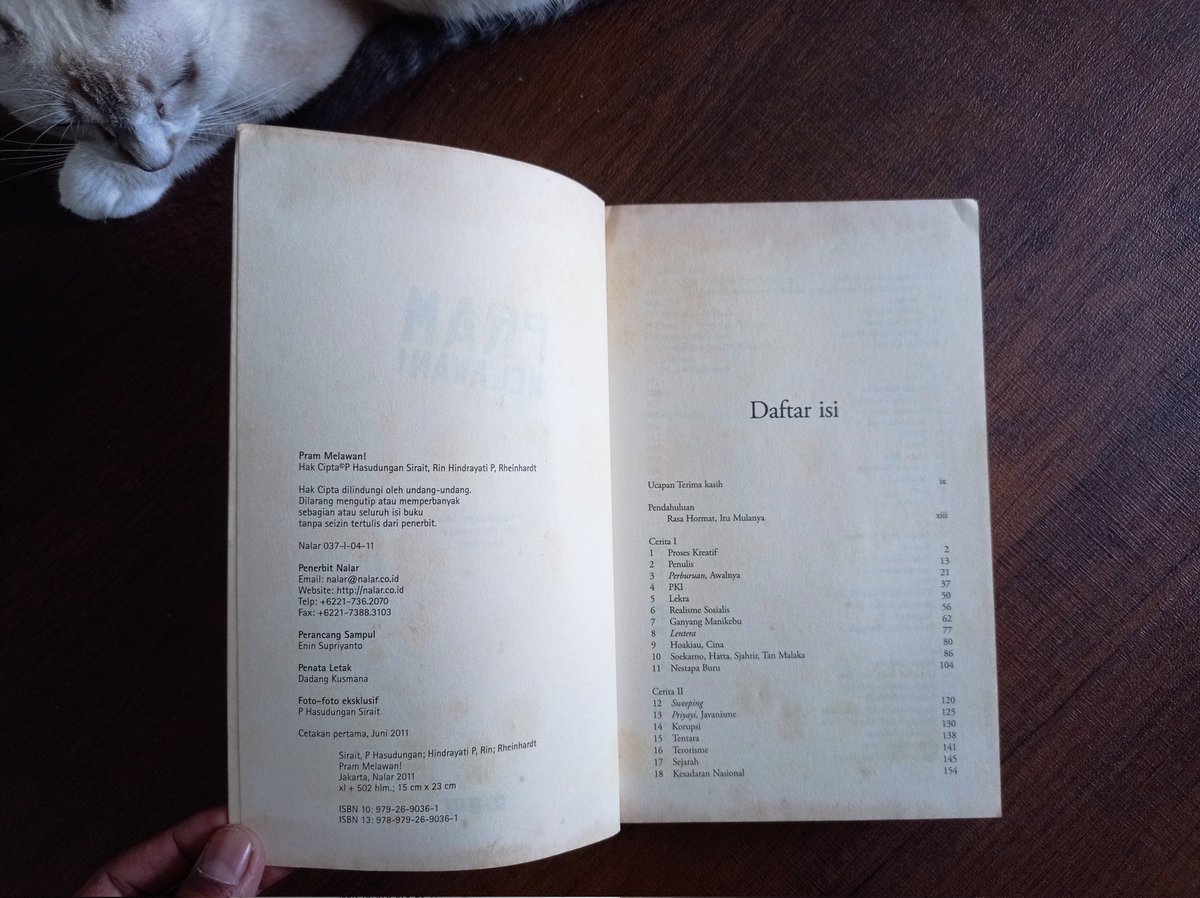 Pram Melawan!
Hak Cipta©P Hasudungan Sirait, Rin Hindrayati P, Rheinhardt
Hak Cipta dilindungi oleh undang-undang.
Dilarang mengutip atau memperbanyak
sebagian atau seluruh isi buku
tanpa seizin tertulis dari penerbit.
Nalar 037-I-04-11
Penerbit Nalar
Email: nalar@nalar.co.id
Website: http://nalar.co.id
Telp: +6221-736.2070
Fax: +6221-7388.3103
Perancang Sampul
Enin Supriyanto
Penata Letak
Dadang Kusmana
Foto-foto eksklusif
P Hasudungan Sirait
Cetakan pertama, Juni 2011
Sirait, P Hasudungan; Hindrayati P, Rin; Rheinhardt
Pram Melawan!
Jakarta, Nalar 2011
xl + 502 hlm.; 15 cm x 23 cm
ISBN 10: 979-26-9036-1
ISBN 13: 978-979-26-9036-1
Daftar isi
Ucapan Terima kasih ix
Pendahuluan
Rasa Hormat, Itu Mulanya xiii
Cerita I
1 Proses Kreatif 2
2 Penulis 13
3 Perburuan, Awalnya 21
4 PKI 37
5 Lekra 50
6 Realisme Sosialis 56
7 Ganyang Manikebu 62
8 Lentera 77
9 Hoakiau, Cina 80
10 Soekarno, Hatta, Sjahrir, Tan Malaka 86
11 Nestapa Buru 104
Cerita II
12 Sweeping 120
13 Priyayi, Javanisme 125
14 Korupsi 130
15 Tentara 138
16 Terorisme 141
17 Sejarah 145
18 Kesadaran Nasional 154